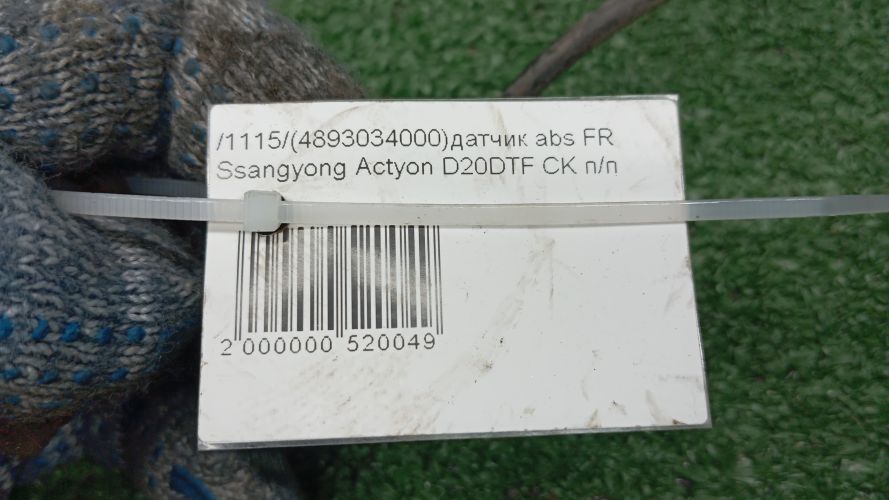 /1115/(4893034000)датчик abs FR
Ssangyong Actyon D20DTF CK п/п
2 000000 520049